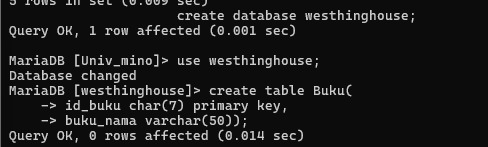 5 rows in set (0.009 sec)
create database westhinghouse;
Query OK, 1 row affected (0.001 sec)
MariaDB [Univ_mino]> use westhinghouse;
Database changed
MariaDB [westhinghouse]> create table Buku(
-> id_buku char(7) primary key,
-> buku_nama varchar(50));
Query OK, 0 rows affected (0.014 sec)